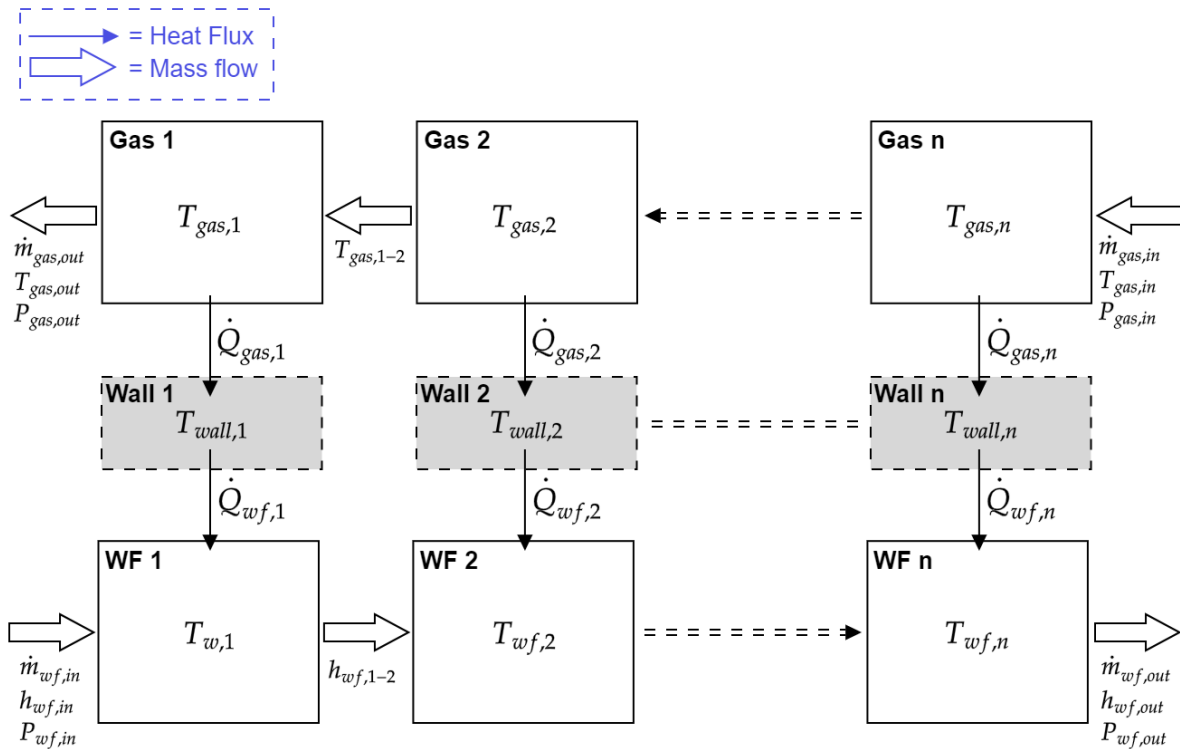 = Heat Flux
= Mass flow
Gas 1
Gas 2
Gas n
T_{gas,1}
T_{gas,2}
T_{gas,n}
ṁ_{gas,out}
T_{gas,out}
P_{gas,out}
T_{gas,1−2}
ṁ_{gas,in}
T_{gas,in}
P_{gas,in}
Q̇_{gas,1}
Q̇_{gas,2}
Q̇_{gas,n}
Wall 1
Wall 2
Wall n
T_{wall,1}
T_{wall,2}
T_{wall,n}
Q̇_{wf,1}
Q̇_{wf,2}
Q̇_{wf,n}
WF 1
WF 2
WF n
T_{w,1}
T_{wf,2}
T_{wf,n}
ṁ_{wf,in}
h_{wf,in}
P_{wf,in}
h_{wf,1−2}
ṁ_{wf,out}
h_{wf,out}
P_{wf,out}